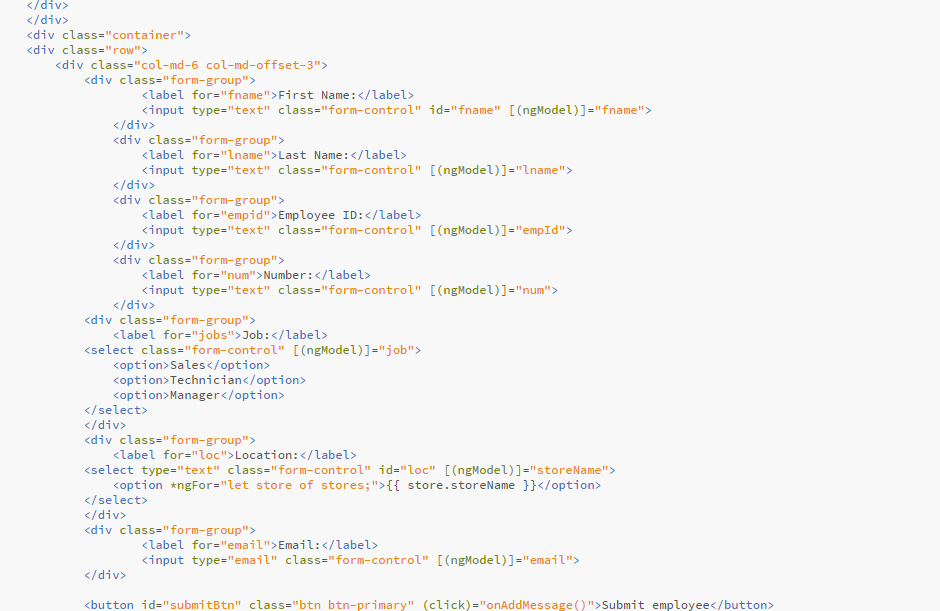 </div>
</div>
<div class="container">
<div class="row">
<div class="col-md-6 col-md-offset-3">
<div class="form-group">
<label for="fname">First Name:</label>
<input type="text" class="form-control" id="fname" [(ngModel)]="fname">
</div>
<div class="form-group">
<label for="lname">Last Name:</label>
<input type="text" class="form-control" [(ngModel)]="lname">
</div>
<div class="form-group">
<label for="empid">Employee ID:</label>
<input type="text" class="form-control" [(ngModel)]="empId">
</div>
<div class="form-group">
<label for="num">Number:</label>
<input type="text" class="form-control" [(ngModel)]="num">
</div>
<div class="form-group">
<label for="jobs">Job:</label>
<select class="form-control" [(ngModel)]="job">
<option>Sales</option>
<option>Technician</option>
<option>Manager</option>
</select>
</div>
<div class="form-group">
<label for="loc">Location:</label>
<select type="text" class="form-control" id="loc" [(ngModel)]="storeName">
<option *ngFor="let store of stores;">{{ store.storeName }}</option>
</select>
</div>
<div class="form-group">
<label for="email">Email:</label>
<input type="email" class="form-control" [(ngModel)]="email">
</div>
<button id="submitBtn" class="btn btn-primary" (click)="onAddMessage()">Submit employee</button>